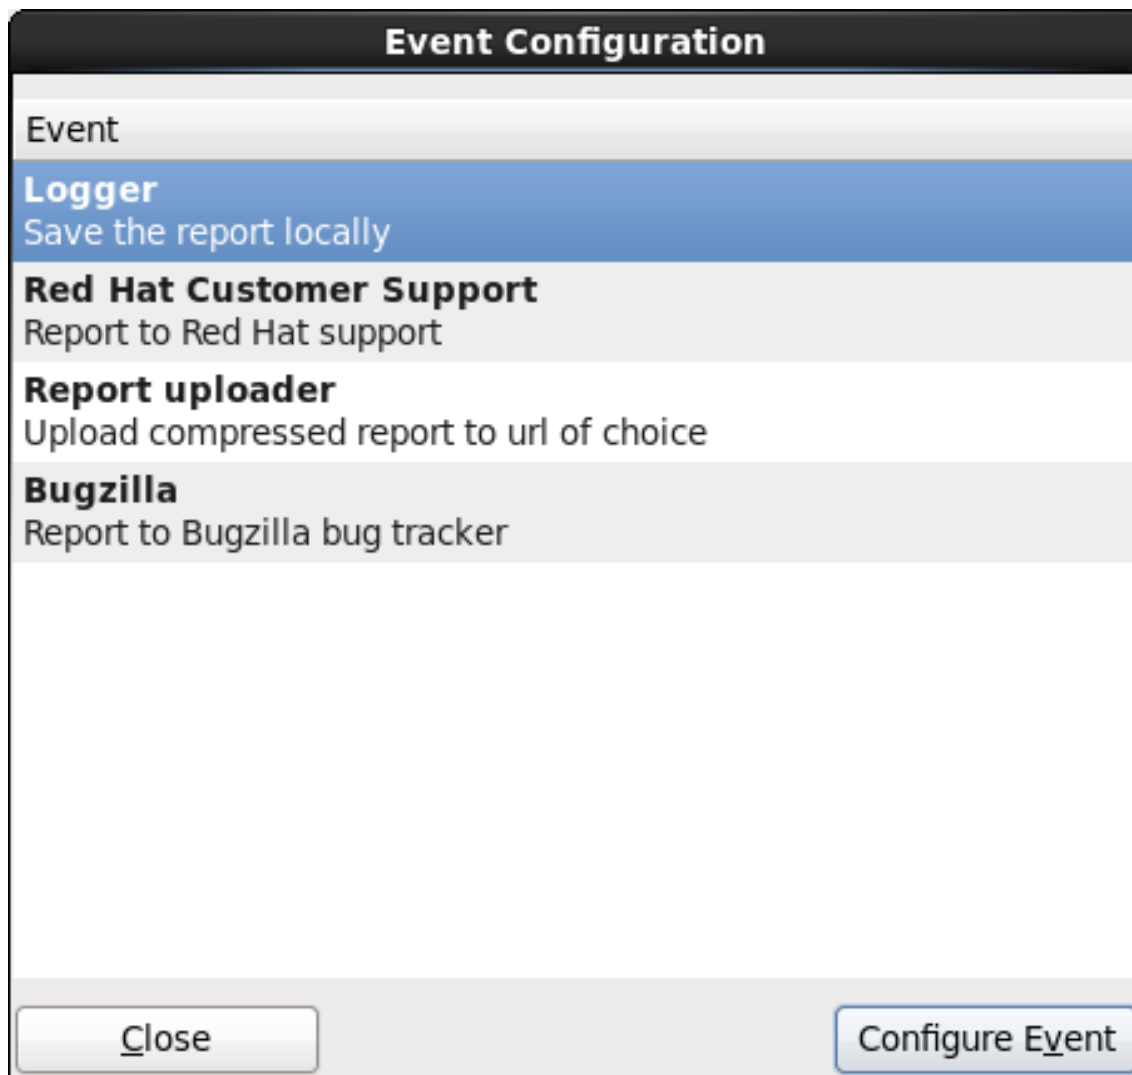 Event Configuration
Event
Logger
Save the report locally
Red Hat Customer Support
Report to Red Hat support
Report uploader
Upload compressed report to url of choice
Bugzilla
Report to Bugzilla bug tracker
Close
Configure Event